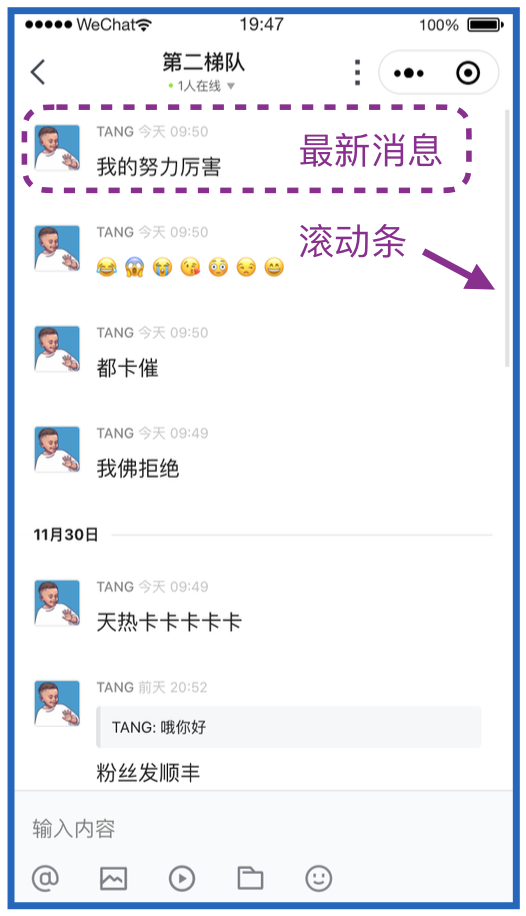 WeChat 19:47 100%
第二梯队
1人在线
TANG 今天 09:50
我的努力厉害
最新消息
TANG 今天 09:50
滚动条
😂 😱 😭 😘 😳 😒 😄
TANG 今天 09:50
都卡催
TANG 今天 09:49
我佛拒绝
11月30日
TANG 今天 09:49
天热卡卡卡卡卡
TANG 前天 20:52
TANG: 哦你好
粉丝发顺丰
输入内容
@